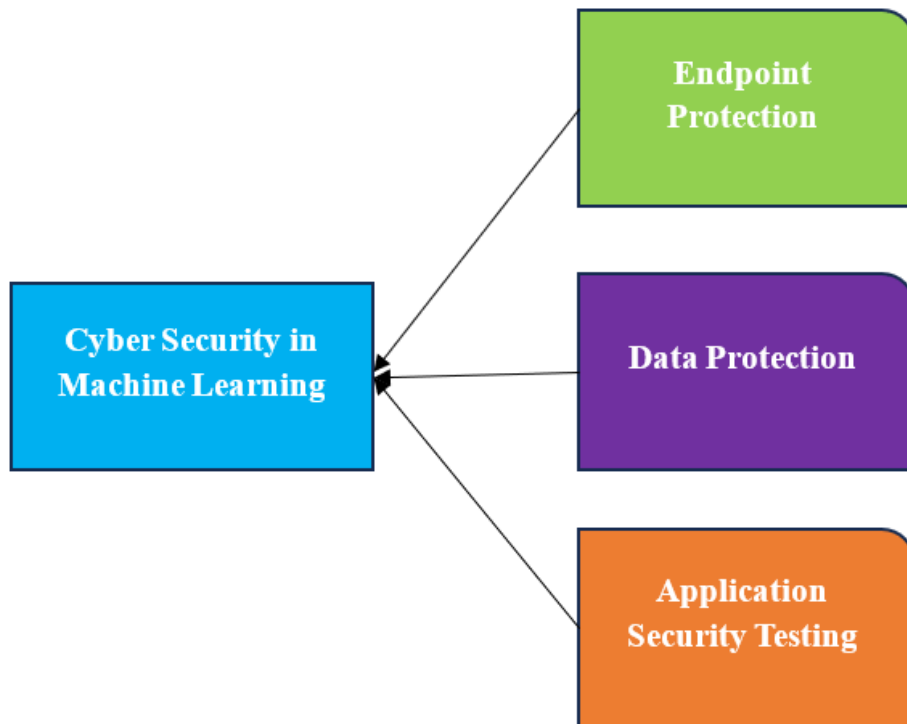 Endpoint
Protection
Cyber Security in
Machine Learning
Data Protection
Application
Security Testing